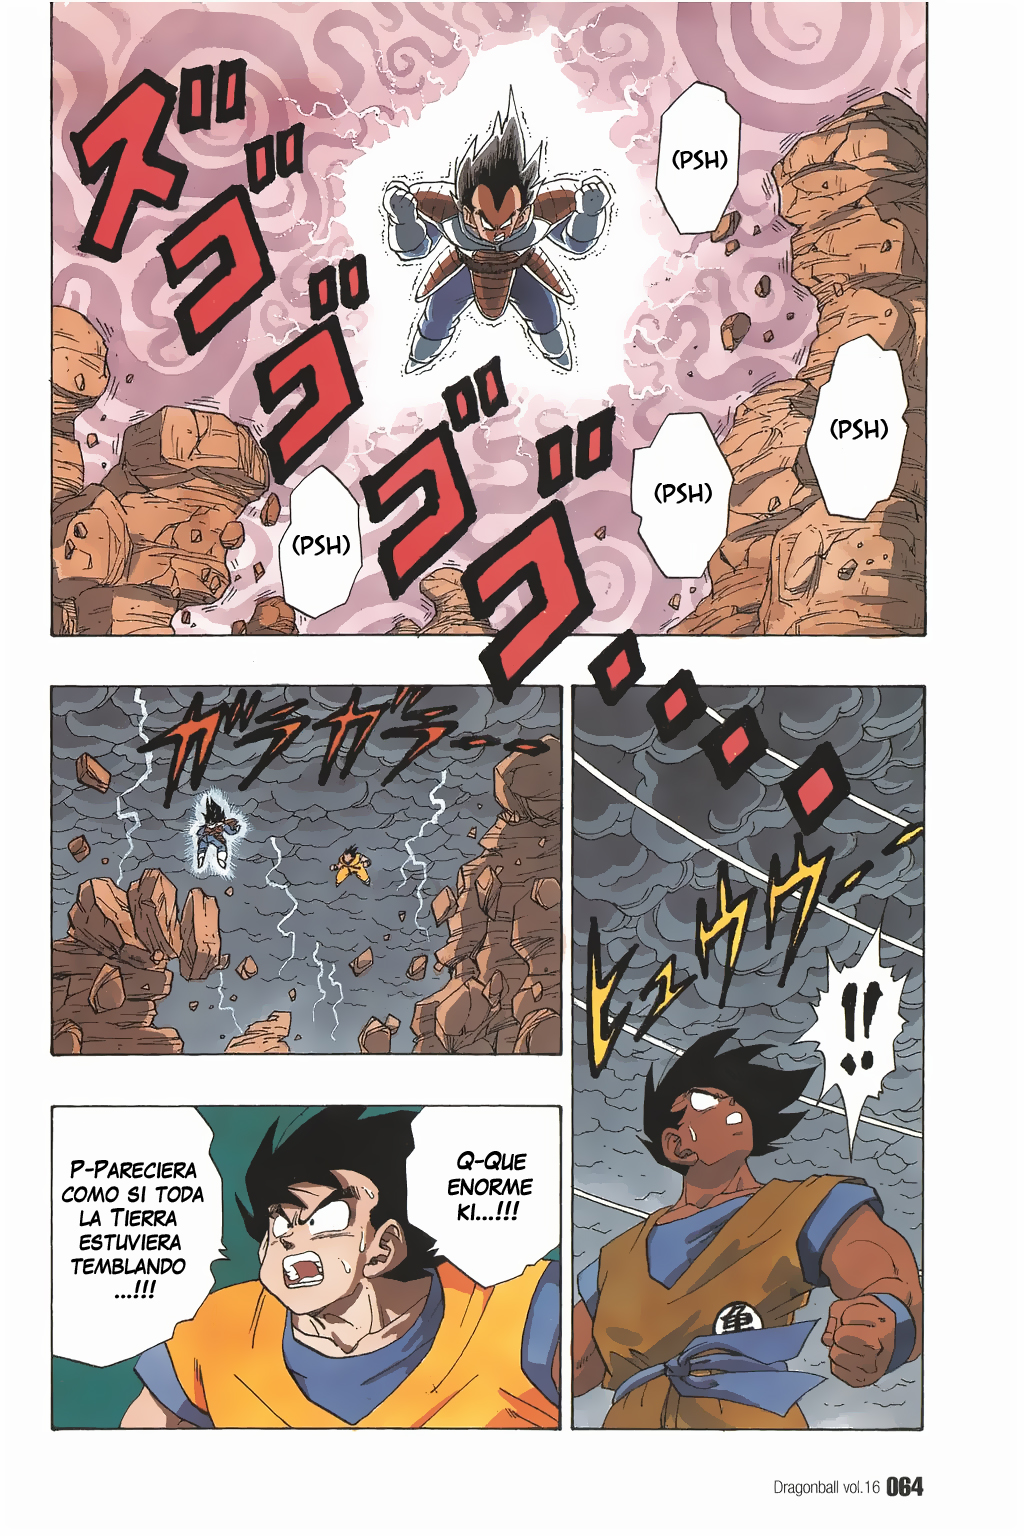 ズゴゴゴゴ・・・・
(PSH)
(PSH)
(PSH)
(PSH)
ヒュウウ・・
!!
亀
ガラガラ・・
Q-QUE
ENORME
KI...!!!
P-PARECIERA
COMO SI TODA
LA TIERRA
ESTUVIERA
TEMBLANDO
...!!!
Dragonball vol.16 064